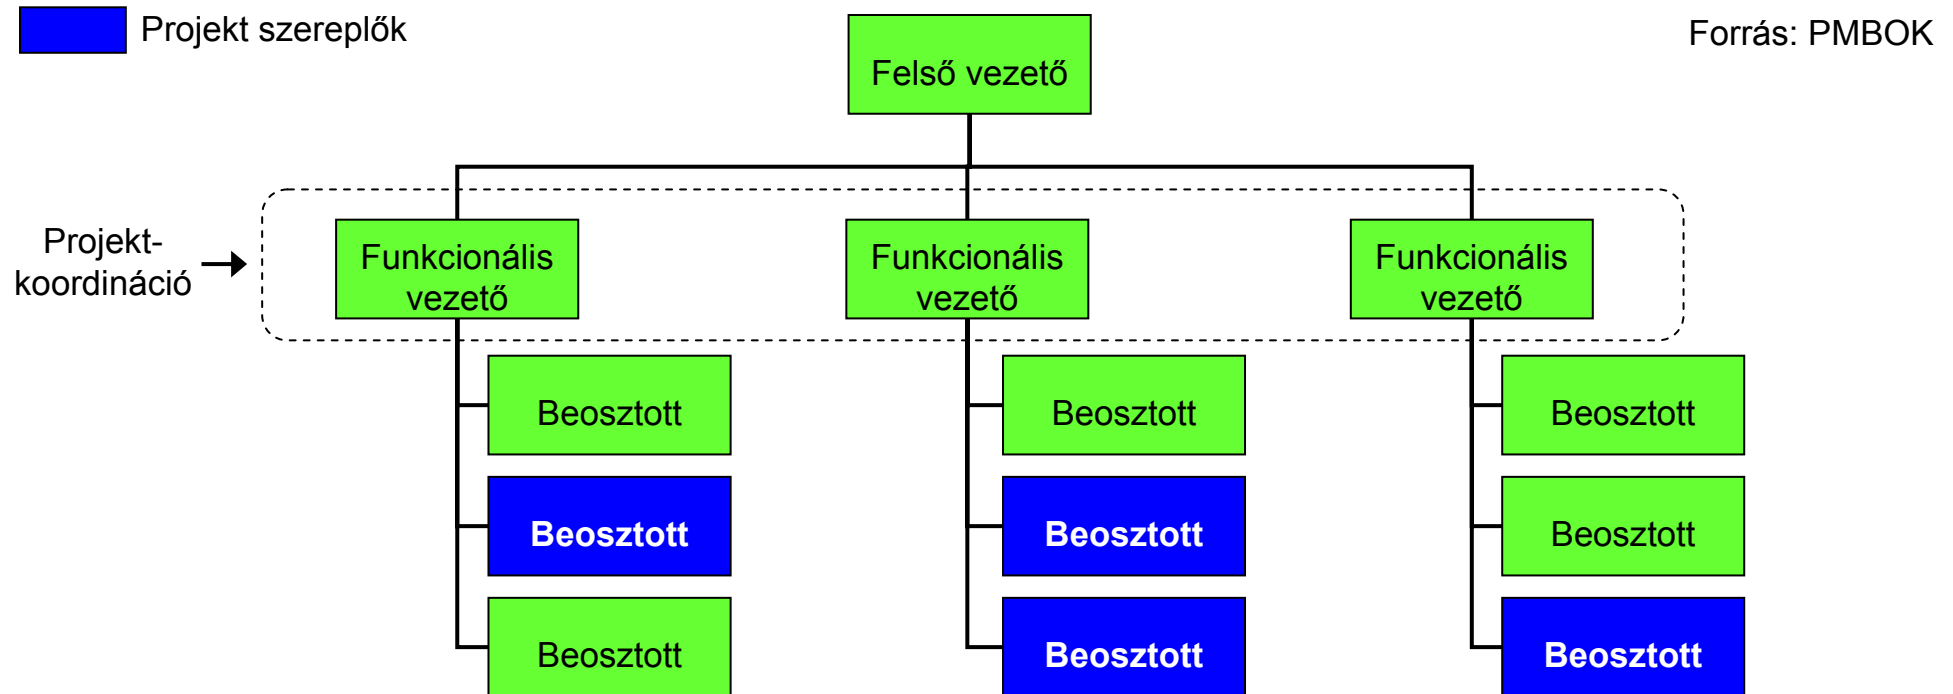 Projekt szereplők
Forrás: PMBOK
Felső vezető
Projekt-
koordináció
Funkcionális
vezető
Funkcionális
vezető
Funkcionális
vezető
Beosztott
Beosztott
Beosztott
Beosztott
Beosztott
Beosztott
Beosztott
Beosztott
Beosztott